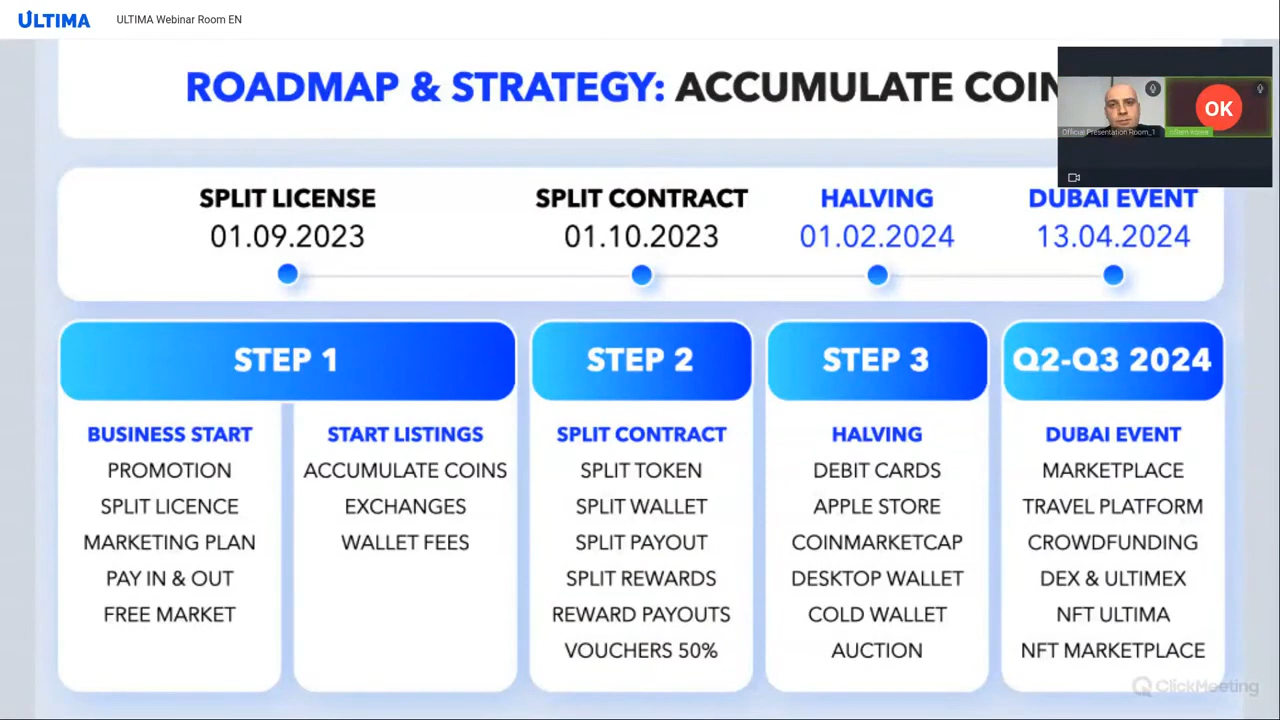 ULTIMA
ULTIMA Webinar Room EN
ROADMAP & STRATEGY: ACCUMULATE COIN
OK
Official Presentation Room_1
SPLIT LICENSE
SPLIT CONTRACT
HALVING
DUBAI EVENT
01.09.2023
01.10.2023
01.02.2024
13.04.2024
STEP 1
STEP 2
STEP 3
Q2-Q3 2024
BUSINESS START
PROMOTION
SPLIT LICENCE
MARKETING PLAN
PAY IN & OUT
FREE MARKET
START LISTINGS
ACCUMULATE COINS
EXCHANGES
WALLET FEES
SPLIT CONTRACT
SPLIT TOKEN
SPLIT WALLET
SPLIT PAYOUT
SPLIT REWARDS
REWARD PAYOUTS
VOUCHERS 50%
HALVING
DEBIT CARDS
APPLE STORE
COINMARKETCAP
DESKTOP WALLET
COLD WALLET
AUCTION
DUBAI EVENT
MARKETPLACE
TRAVEL PLATFORM
CROWDFUNDING
DEX & ULTIMEX
NFT ULTIMA
NFT MARKETPLACE
ClickMeeting